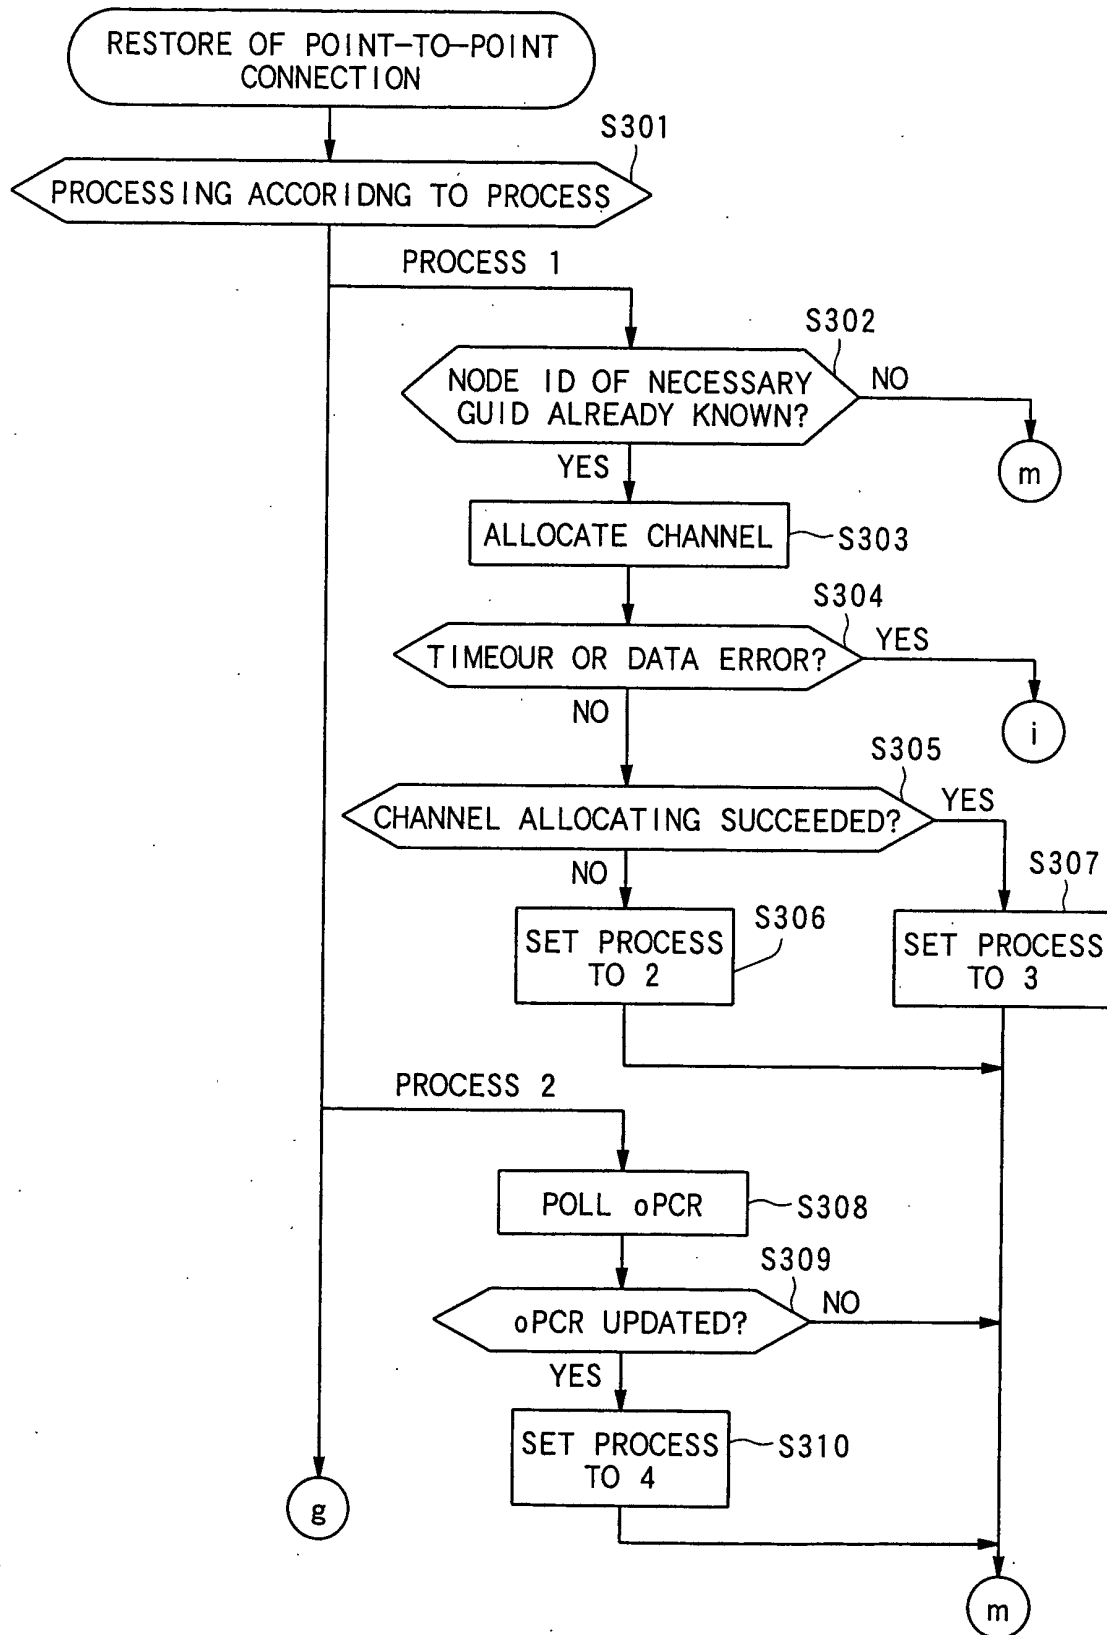 RESTORE OF POINT-TO-POINT
CONNECTION
S301
PROCESSING ACCORIDNG TO PROCESS
PROCESS 1
S302
NODE ID OF NECESSARY
GUID ALREADY KNOWN?
NO
m
YES
ALLOCATE CHANNEL
S303
S304
TIMEOUR OR DATA ERROR?
YES
i
NO
S305
CHANNEL ALLOCATING SUCCEEDED?
YES
NO
S307
S306
SET PROCESS
TO 2
SET PROCESS
TO 3
PROCESS 2
POLL oPCR
S308
S309
oPCR UPDATED?
NO
YES
SET PROCESS
TO 4
S310
g
m